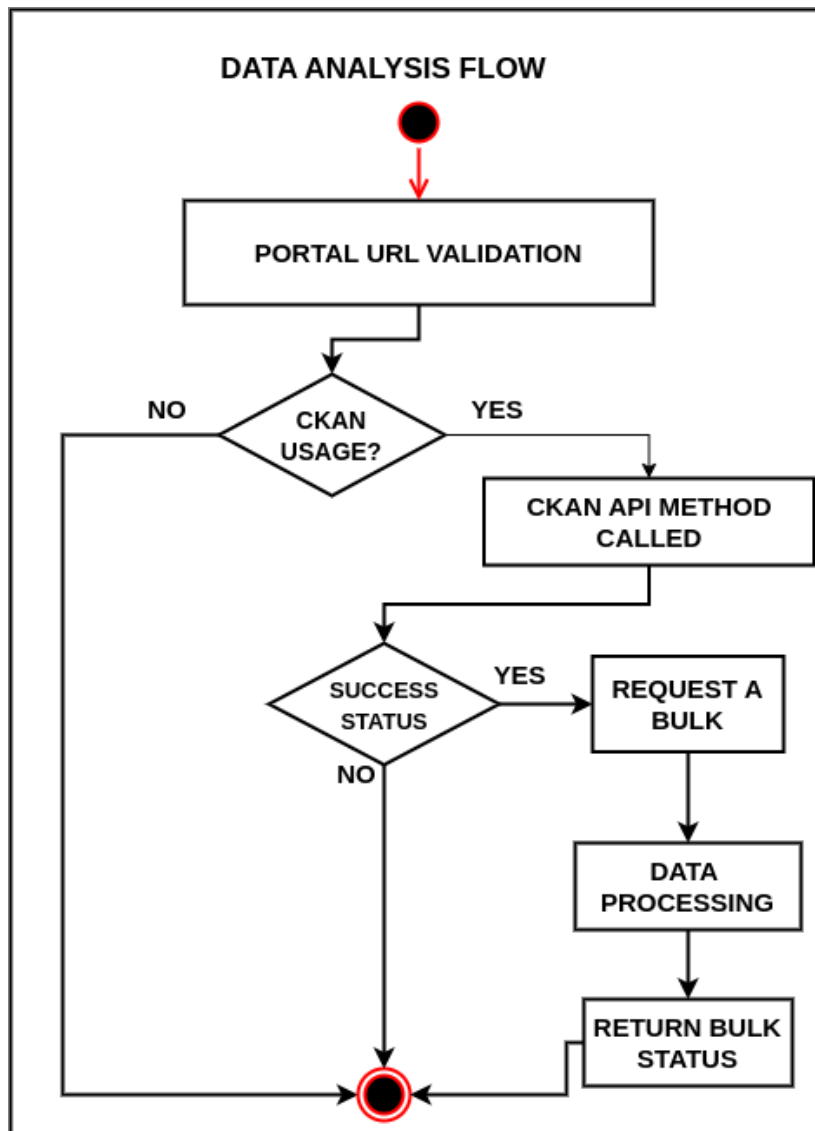 DATA ANALYSIS FLOW
PORTAL URL VALIDATION
NO
YES
CKAN
USAGE?
CKAN API METHOD
CALLED
SUCCESS
STATUS
YES
NO
REQUEST A
BULK
DATA
PROCESSING
RETURN BULK
STATUS